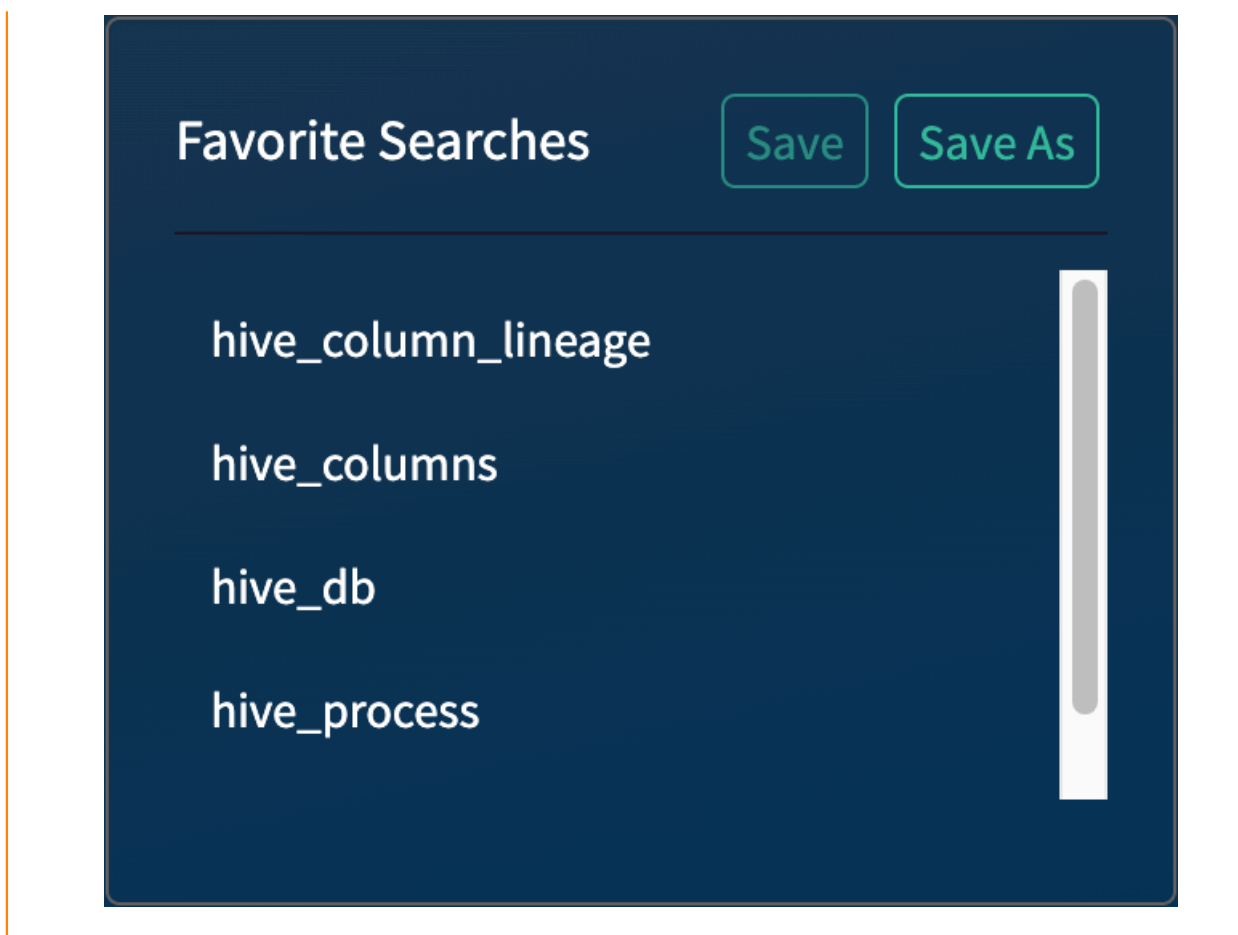 Favorite Searches Save Save As
hive_column_lineage
hive_columns
hive_db
hive_process